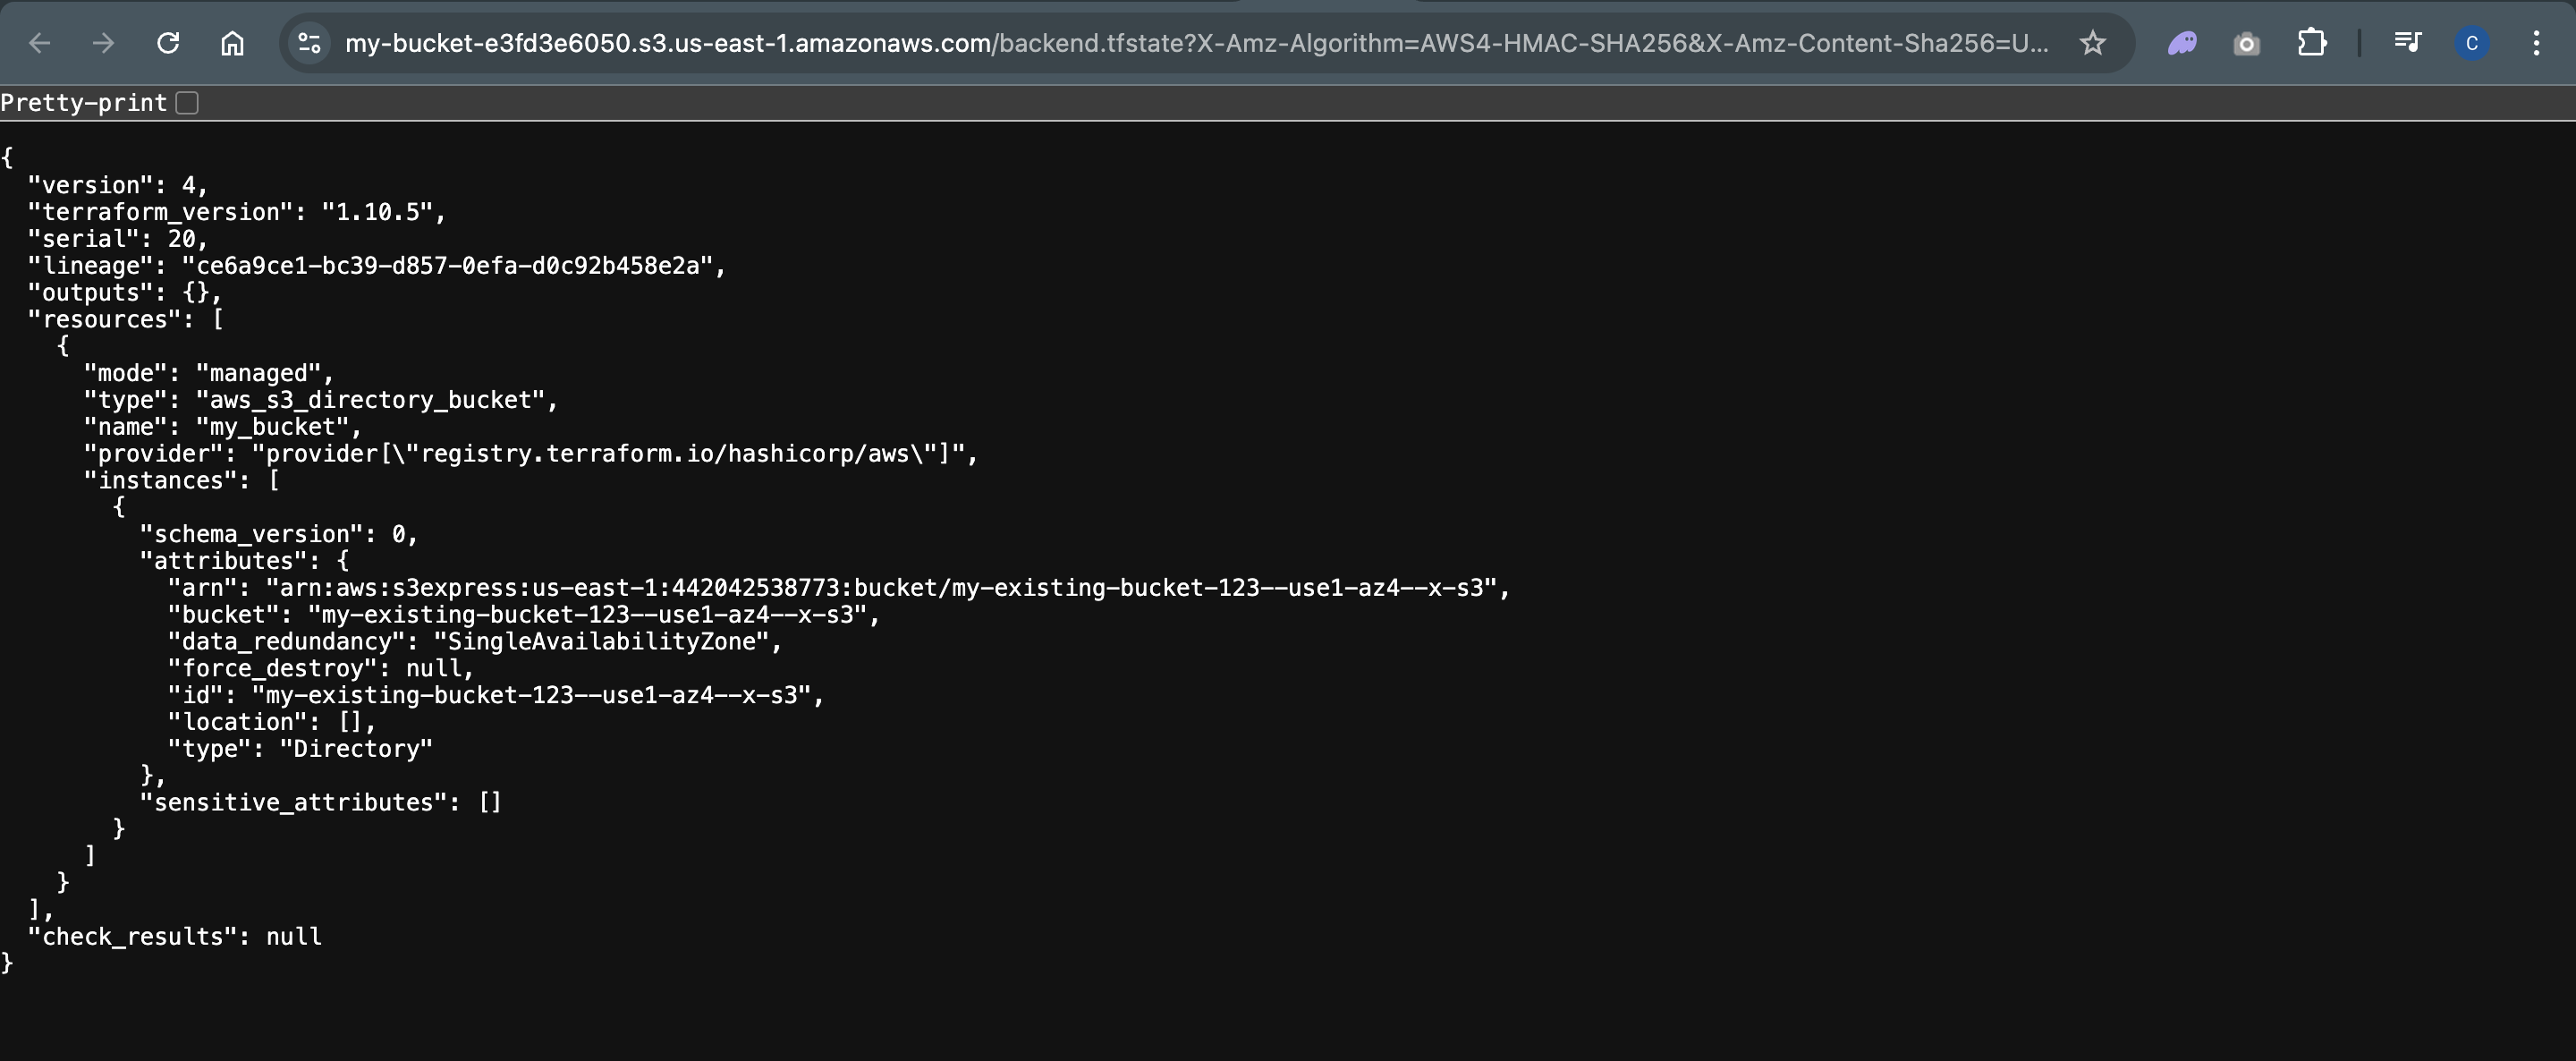 my-bucket-e3fd3e6050.s3.us-east-1.amazonaws.com/backend.tfstate?X-Amz-Algorithm=AWS4-HMAC-SHA256&X-Amz-Content-Sha256=U...
C
Pretty-print
{
  "version": 4,
  "terraform_version": "1.10.5",
  "serial": 20,
  "lineage": "ce6a9ce1-bc39-d857-0efa-d0c92b458e2a",
  "outputs": {},
  "resources": [
    {
      "mode": "managed",
      "type": "aws_s3_directory_bucket",
      "name": "my_bucket",
      "provider": "provider[\"registry.terraform.io/hashicorp/aws\"]",
      "instances": [
        {
          "schema_version": 0,
          "attributes": {
            "arn": "arn:aws:s3express:us-east-1:442042538773:bucket/my-existing-bucket-123--use1-az4--x-s3",
            "bucket": "my-existing-bucket-123--use1-az4--x-s3",
            "data_redundancy": "SingleAvailabilityZone",
            "force_destroy": null,
            "id": "my-existing-bucket-123--use1-az4--x-s3",
            "location": [],
            "type": "Directory"
          },
          "sensitive_attributes": []
        }
      ]
    }
  ],
  "check_results": null
}